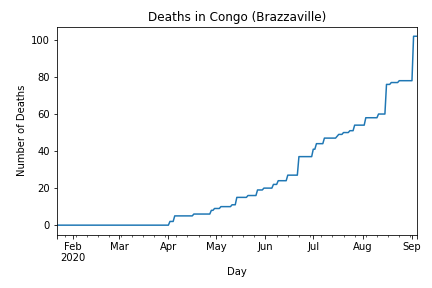 Deaths in Congo (Brazzaville)
100
80
60
40
20
0
Number of Deaths
Feb Mar Apr May Jun Jul Aug Sep
2020
Day